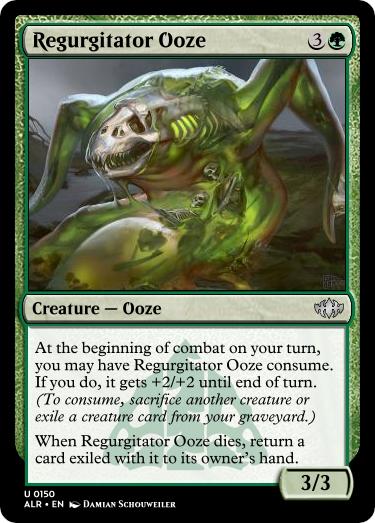 Regurgitator Ooze 3
Creature — Ooze
At the beginning of combat on your turn,
you may have Regurgitator Ooze consume.
If you do, it gets +2/+2 until end of turn.
(To consume, sacrifice another creature or
exile a creature card from your graveyard.)
When Regurgitator Ooze dies, return a
card exiled with it to its owner's hand.
3/3
U 0150
ALR • EN Damian Schouweiler